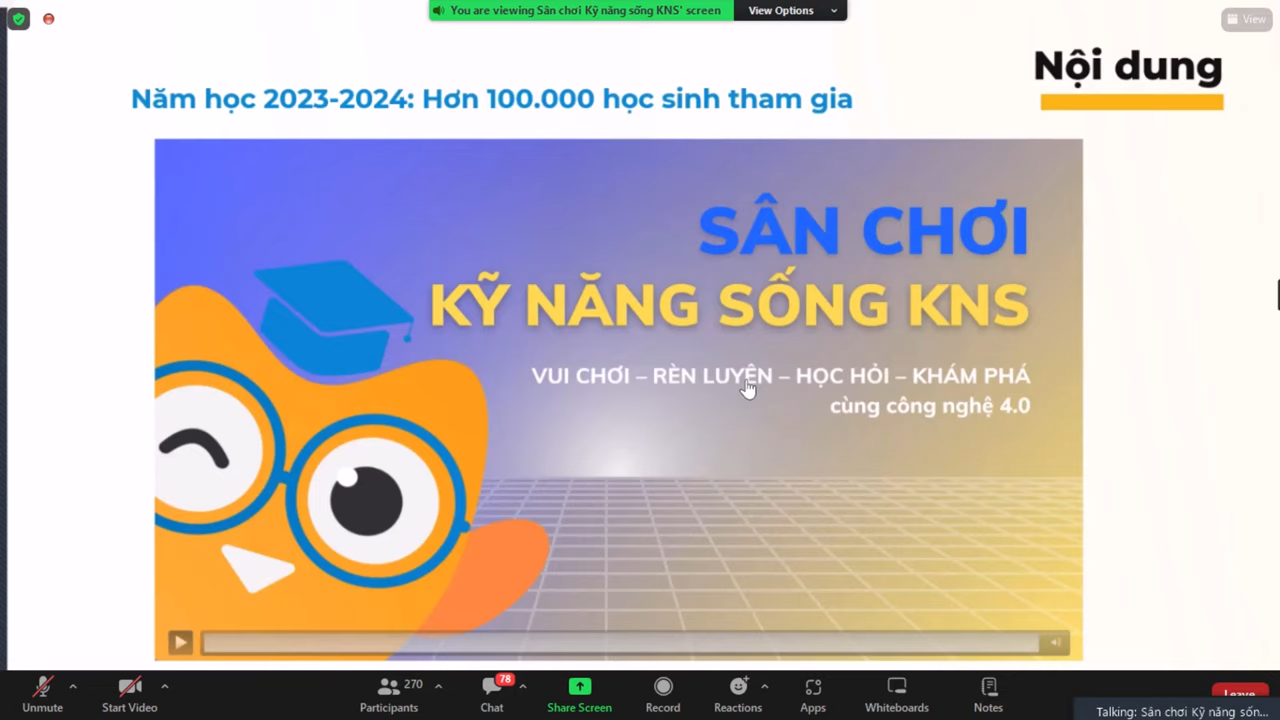 You are viewing Sân chơi Kỹ năng sống KNS' screen
View Options
View
Nội dung
Năm học 2023-2024: Hơn 100.000 học sinh tham gia
SÂN CHƠI
KỸ NĂNG SỐNG KNS
VUI CHƠI – RÈN LUYỆN – HỌC HỎI – KHÁM PHÁ
cùng công nghệ 4.0
270
78
Unmute
Start Video
Participants
Chat
Share Screen
Record
Reactions
Apps
Whiteboards
Notes
Leave
Talking: Sân chơi Kỹ năng sốn...